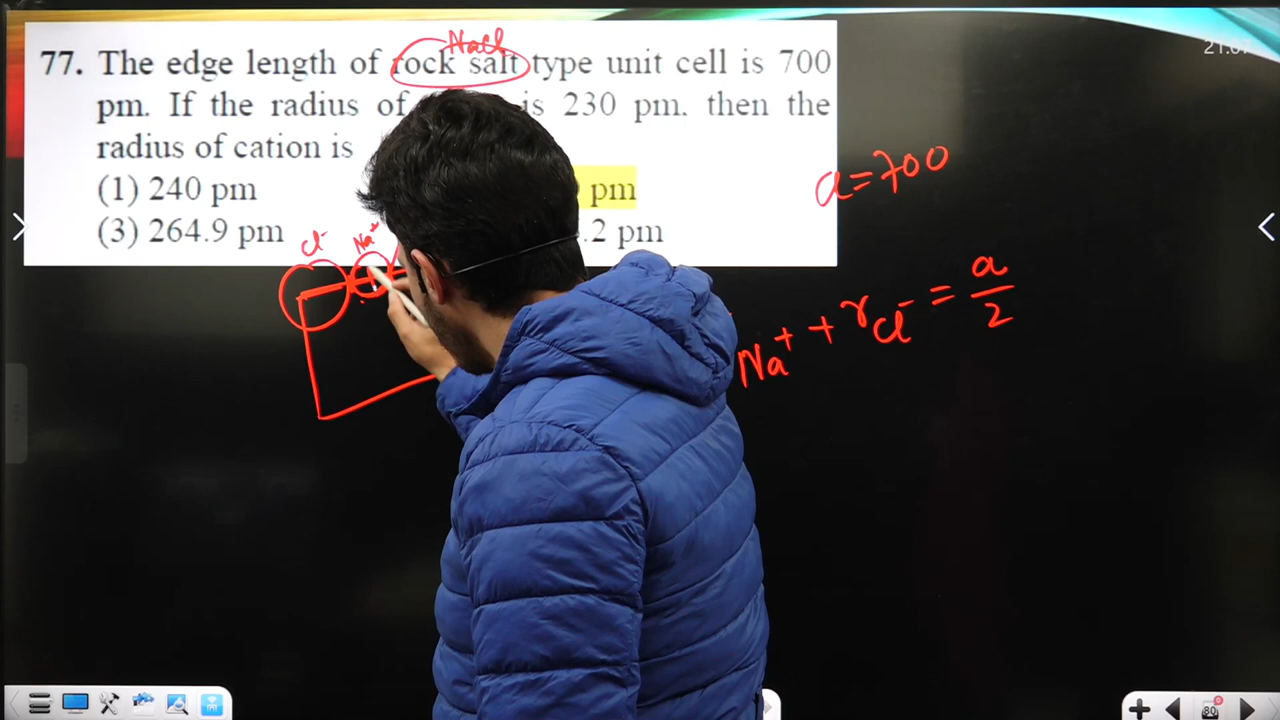 77. The edge length of rock salt type unit cell is 700
NaCl
pm. If the radius of is 230 pm, then the
radius of cation is
(1) 240 pm
pm
(3) 264.9 pm
.2 pm
a=700
Cl⁻
Na⁺
Na⁺ + rCl⁻ = a/2
80